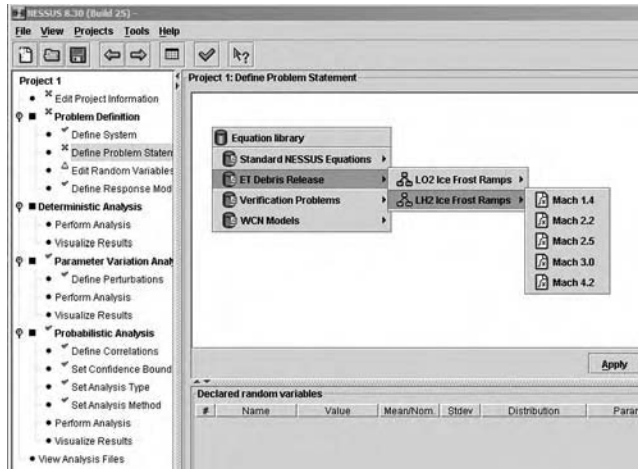 NESSUS 8.30 (Build 25) -
File View Projects Tools Help
Project 1
Edit Project Information
Problem Definition
Define System
Define Problem Statem
Edit Random Variables
Define Response Mod
Deterministic Analysis
Perform Analysis
Visualize Results
Parameter Variation Anal
Define Perturbations
Perform Analysis
Visualize Results
Probabilistic Analysis
Define Correlations
Set Confidence Bound
Set Analysis Type
Set Analysis Method
Perform Analysis
Visualize Results
View Analysis Files
Project 1: Define Problem Statement
Equation library
Standard NESSUS Equations
ET Debris Release
Verification Problems
WCN Models
LO2 Ice Frost Ramps
LH2 Ice Frost Ramps
Mach 1.4
Mach 2.2
Mach 2.5
Mach 3.0
Mach 4.2
Apply
Declared random variables
# Name Value Mean/Nom. Stdev Distribution Param